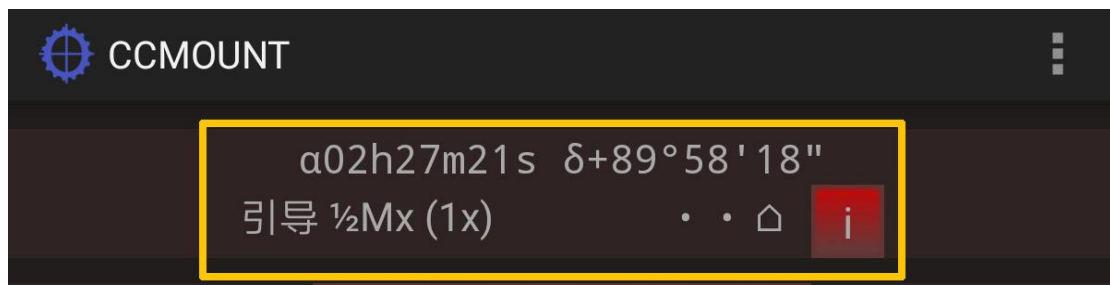 CCMOUNT
α02h27m21s δ+89°58'18"
引导 ½Mx (1x) · · ⌂ i